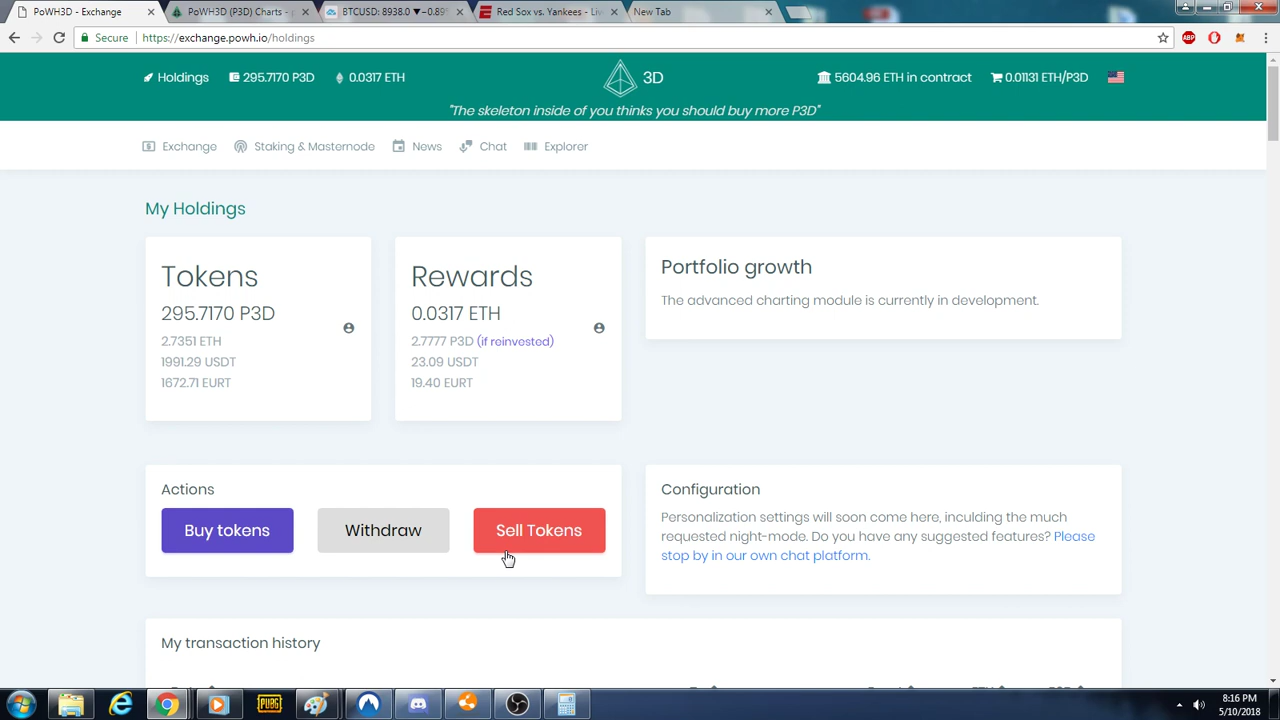 PoWH3D - Exchange
PoWH3D (P3D) Charts -
BTCUSD: 8938.0 ▼−0.89
Red Sox vs. Yankees - Live
New Tab
Secure
https://exchange.powh.io/holdings
ABP
Holdings
295.7170 P3D
0.0317 ETH
3D
5604.96 ETH in contract
0.01131 ETH/P3D
"The skeleton inside of you thinks you should buy more P3D"
Exchange
Staking & Masternode
News
Chat
Explorer
My Holdings
Tokens
295.7170 P3D
2.7351 ETH
1991.29 USDT
1672.71 EURT
Rewards
0.0317 ETH
2.7777 P3D (if reinvested)
23.09 USDT
19.40 EURT
Portfolio growth
The advanced charting module is currently in development.
Actions
Buy tokens
Withdraw
Sell Tokens
Configuration
Personalization settings will soon come here, inculding the much
requested night-mode. Do you have any suggested features? Please
stop by in our own chat platform.
My transaction history
PUBG
8:16 PM
5/10/2018